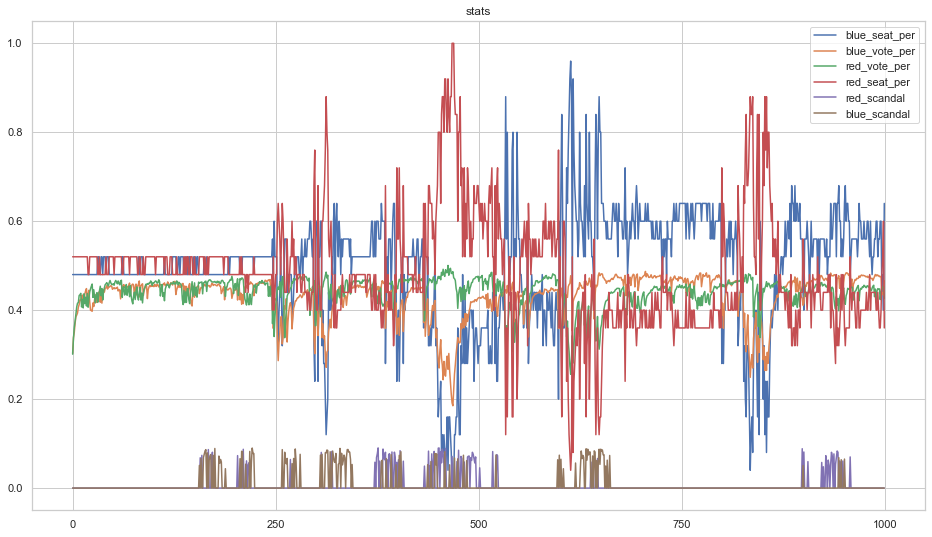 stats
1.0
0.8
0.6
0.4
0.2
0.0
0
250
500
750
1000
blue_seat_per
blue_vote_per
red_vote_per
red_seat_per
red_scandal
blue_scandal